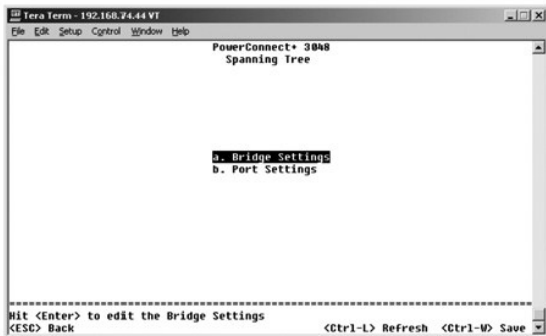 Tera Term - 192.168.74.44 VT
File Edit Setup Control Window Help
PowerConnect+ 3048
Spanning Tree
a. Bridge Settings
b. Port Settings
Hit <Enter> to edit the Bridge Settings
<ESC> Back <Ctrl-L> Refresh <Ctrl-W> Save